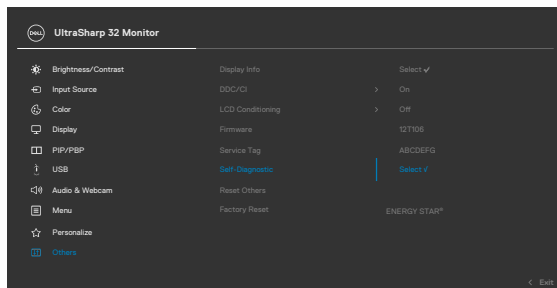 DELL UltraSharp 32 Monitor
Brightness/Contrast Display Info Select ✓
Input Source DDC/CI > On
Color LCD Conditioning > Off
Display Firmware 12T106
PIP/PBP Service Tag ABCDEFG
USB Self-Diagnostic Select ✓
Audio & Webcam Reset Others
Menu Factory Reset ENERGY STAR®
Personalize
Others
< Exit